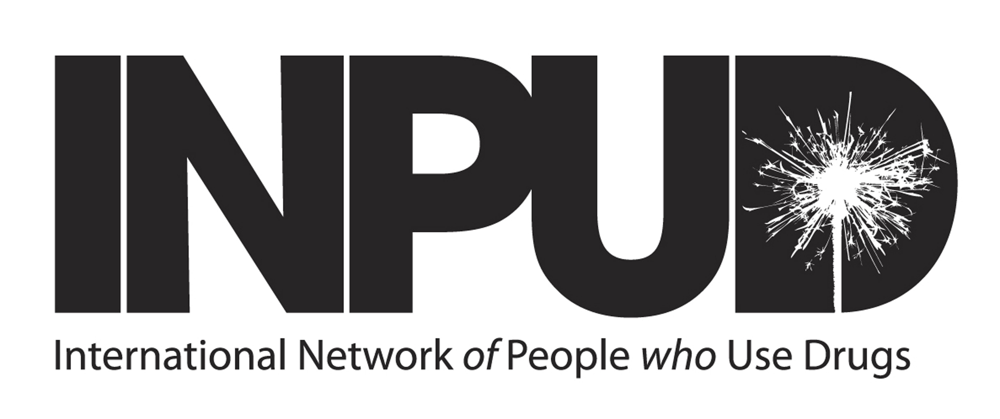 INPUD
International Network of People who Use Drugs